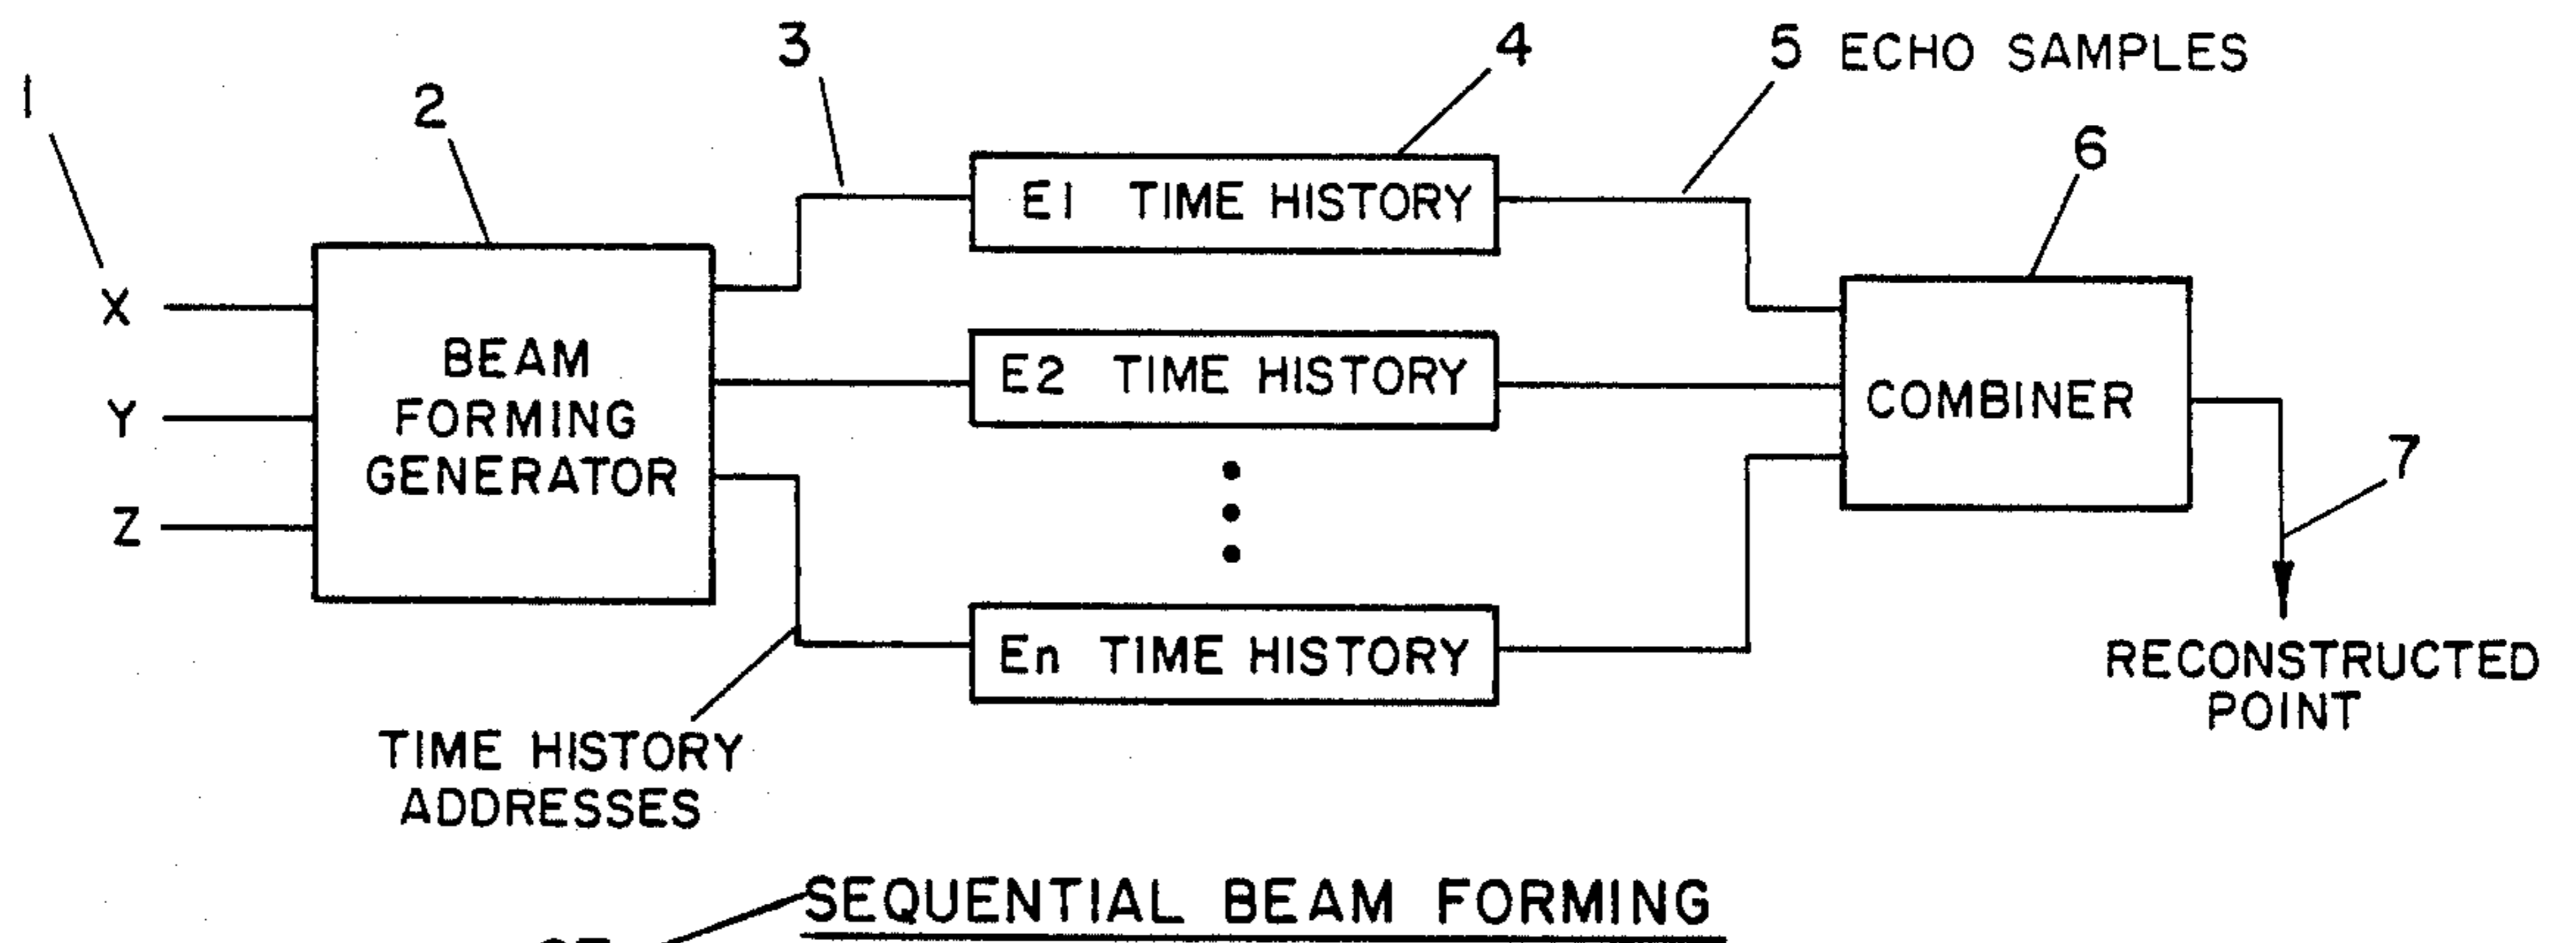 1
2
3
4
5 ECHO SAMPLES
6
7
X
Y
Z
BEAM
FORMING
GENERATOR
E1 TIME HISTORY
E2 TIME HISTORY
En TIME HISTORY
COMBINER
TIME HISTORY
ADDRESSES
RECONSTRUCTED
POINT
SEQUENTIAL BEAM FORMING